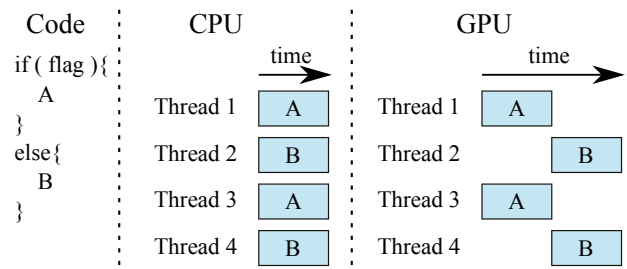 Code
if ( flag ){
A
}
else{
B
}
CPU
time
Thread 1 A
Thread 2 B
Thread 3 A
Thread 4 B
GPU
time
Thread 1 A
Thread 2 B
Thread 3 A
Thread 4 B